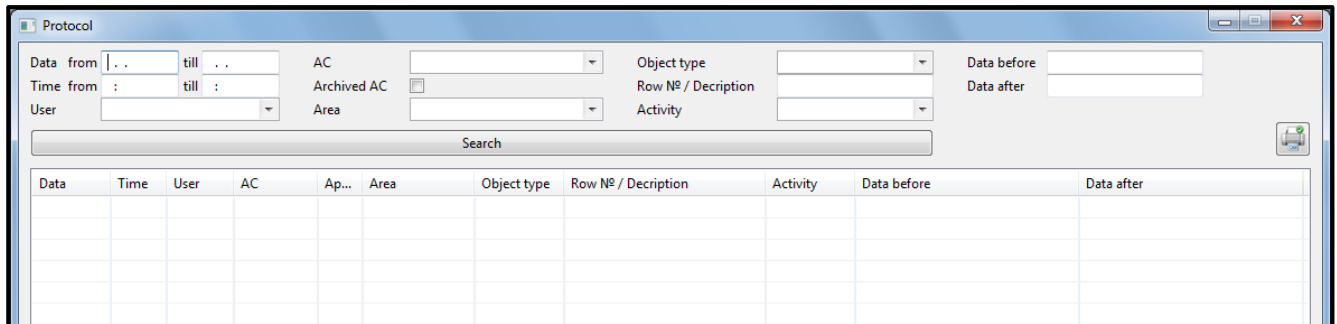 Protocol
Data from . . till . . AC Object type Data before
Time from : till : Archived AC Row Nº / Decription Data after
User Area Activity
Search
Data Time User AC Ap... Area Object type Row Nº / Decription Activity Data before Data after